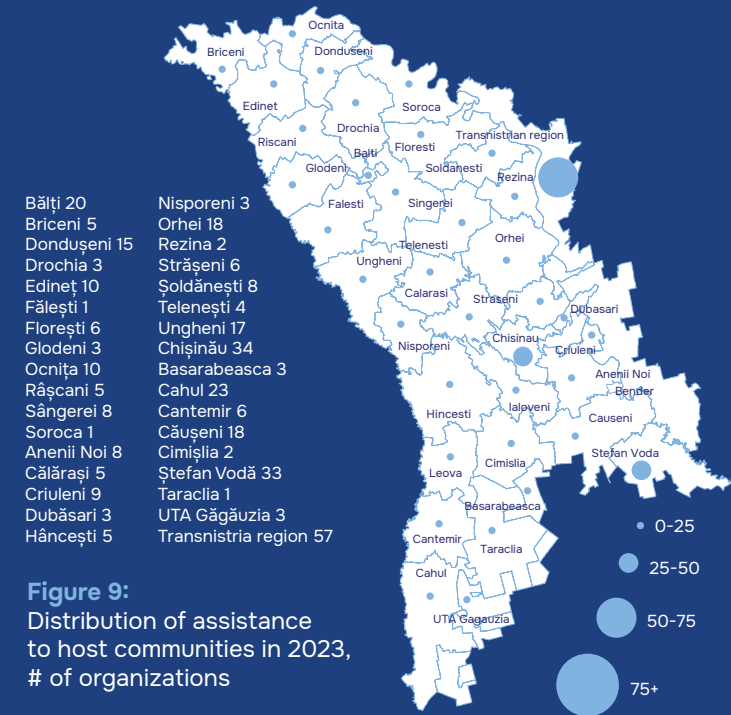 Ocnita
Briceni
Donduseni
Edinet
Soroca
Drochia
Transnistrian region
Riscani
Floresti
Balti
Glodeni
Soldanesti
Rezina
Falesti
Singerei
Orhei
Telenesti
Ungheni
Calarasi
Straseni
Dubasari
Chisinau
Nisporeni
Criuleni
Anenii Noi
Bender
Ialoveni
Hincesti
Causeni
Stefan Voda
Cimislia
Leova
Basarabeasca
Cantemir
Taraclia
Cahul
UTA Gagauzia
Bălți 20
Briceni 5
Dondușeni 15
Drochia 3
Edineț 10
Fălești 1
Florești 6
Glodeni 3
Ocnița 10
Râșcani 5
Sângerei 8
Soroca 1
Anenii Noi 8
Călărași 5
Criuleni 9
Dubăsari 3
Hâncești 5
Nisporeni 3
Orhei 18
Rezina 2
Strășeni 6
Șoldănești 8
Telenești 4
Ungheni 17
Chișinău 34
Basarabeasca 3
Cahul 23
Cantemir 6
Căușeni 18
Cimișlia 2
Ștefan Vodă 33
Taraclia 1
UTA Găgăuzia 3
Transnistria region 57
0-25
25-50
50-75
75+
Figure 9:
Distribution of assistance
to host communities in 2023,
# of organizations